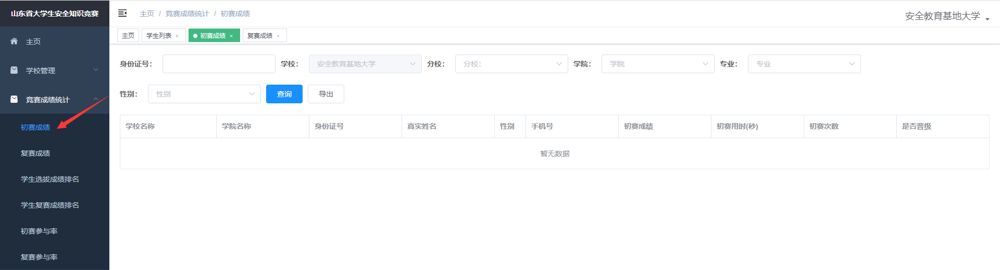 山东省大学生安全知识竞赛
主页 / 竞赛成绩统计 / 初赛成绩
安全教育基地大学
主页
学生列表 ×
初赛成绩 ×
复赛成绩 ×
主页
学校管理
竞赛成绩统计
初赛成绩
复赛成绩
学生选拔成绩排名
学生复赛成绩排名
初赛参与率
复赛参与率
身份证号： 学校： 安全教育基地大学 分校： 分校： 学院： 学院 专业： 专业
性别： 性别 查询 导出
学校名称 学院名称 身份证号 真实姓名 性别 手机号 初赛成绩 初赛用时(秒) 初赛次数 是否晋级
暂无数据